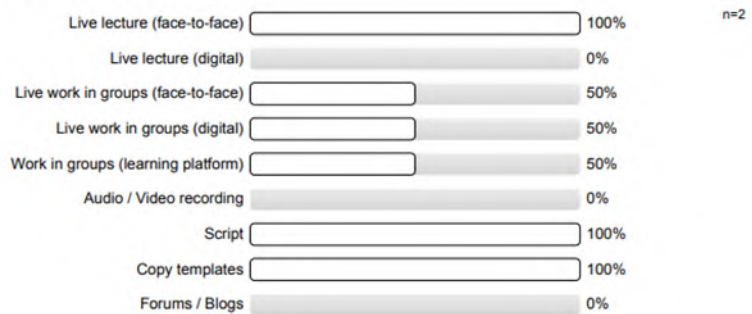 Live lecture (face-to-face) 100% n=2
Live lecture (digital) 0%
Live work in groups (face-to-face) 50%
Live work in groups (digital) 50%
Work in groups (learning platform) 50%
Audio / Video recording 0%
Script 100%
Copy templates 100%
Forums / Blogs 0%